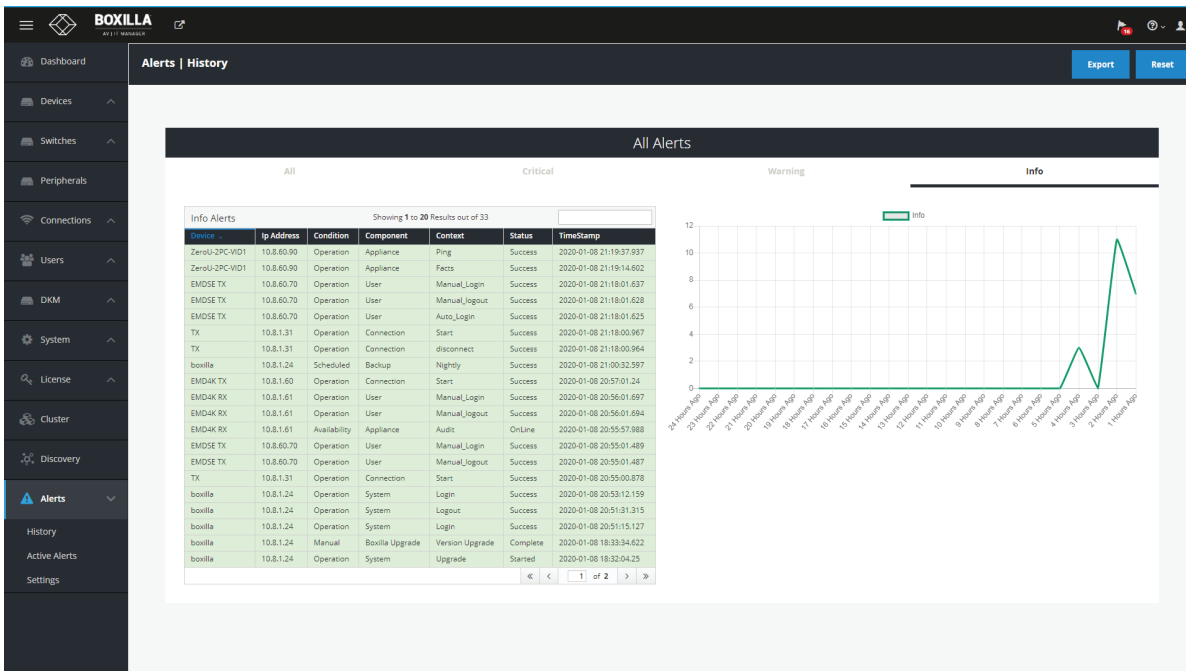 BOXILLA
AV | IT MANAGER
16
Dashboard
Devices
Switches
Peripherals
Connections
Users
DKM
System
License
Cluster
Discovery
Alerts
History
Active Alerts
Settings
Alerts | History
Export
Reset
All Alerts
All Critical Warning Info
Info Alerts Showing 1 to 20 Results out of 33
Device Ip Address Condition Component Context Status TimeStamp
ZeroU-2PC-VID1 10.8.60.90 Operation Appliance Ping Success 2020-01-08 21:19:37.937
ZeroU-2PC-VID1 10.8.60.90 Operation Appliance Facts Success 2020-01-08 21:19:14.602
EMDSE TX 10.8.60.70 Operation User Manual_Login Success 2020-01-08 21:18:01.637
EMDSE TX 10.8.60.70 Operation User Manual_logout Success 2020-01-08 21:18:01.628
EMDSE TX 10.8.60.70 Operation User Auto_Login Success 2020-01-08 21:18:01.625
TX 10.8.1.31 Operation Connection Start Success 2020-01-08 21:18:00.967
TX 10.8.1.31 Operation Connection disconnect Success 2020-01-08 21:18:00.964
boxilla 10.8.1.24 Scheduled Backup Nightly Success 2020-01-08 21:00:32.597
EMD4K TX 10.8.1.60 Operation Connection Start Success 2020-01-08 20:57:01.24
EMD4K RX 10.8.1.61 Operation User Manual_Login Success 2020-01-08 20:56:01.697
EMD4K RX 10.8.1.61 Operation User Manual_logout Success 2020-01-08 20:56:01.694
EMD4K RX 10.8.1.61 Availability Appliance Audit OnLine 2020-01-08 20:55:57.988
EMDSE TX 10.8.60.70 Operation User Manual_Login Success 2020-01-08 20:55:01.489
EMDSE TX 10.8.60.70 Operation User Manual_logout Success 2020-01-08 20:55:01.487
TX 10.8.1.31 Operation Connection Start Success 2020-01-08 20:55:00.878
boxilla 10.8.1.24 Operation System Login Success 2020-01-08 20:53:12.159
boxilla 10.8.1.24 Operation System Logout Success 2020-01-08 20:51:31.315
boxilla 10.8.1.24 Operation System Login Success 2020-01-08 20:51:15.127
boxilla 10.8.1.24 Manual Boxilla Upgrade Version Upgrade Complete 2020-01-08 18:33:34.622
boxilla 10.8.1.24 Operation System Upgrade Started 2020-01-08 18:32:04.25
« ‹ 1 of 2 › »
Info
12
10
8
6
4
2
0
24 Hours Ago
23 Hours Ago
22 Hours Ago
21 Hours Ago
20 Hours Ago
19 Hours Ago
18 Hours Ago
17 Hours Ago
16 Hours Ago
15 Hours Ago
14 Hours Ago
13 Hours Ago
12 Hours Ago
11 Hours Ago
10 Hours Ago
9 Hours Ago
8 Hours Ago
7 Hours Ago
6 Hours Ago
5 Hours Ago
4 Hours Ago
3 Hours Ago
2 Hours Ago
1 Hours Ago